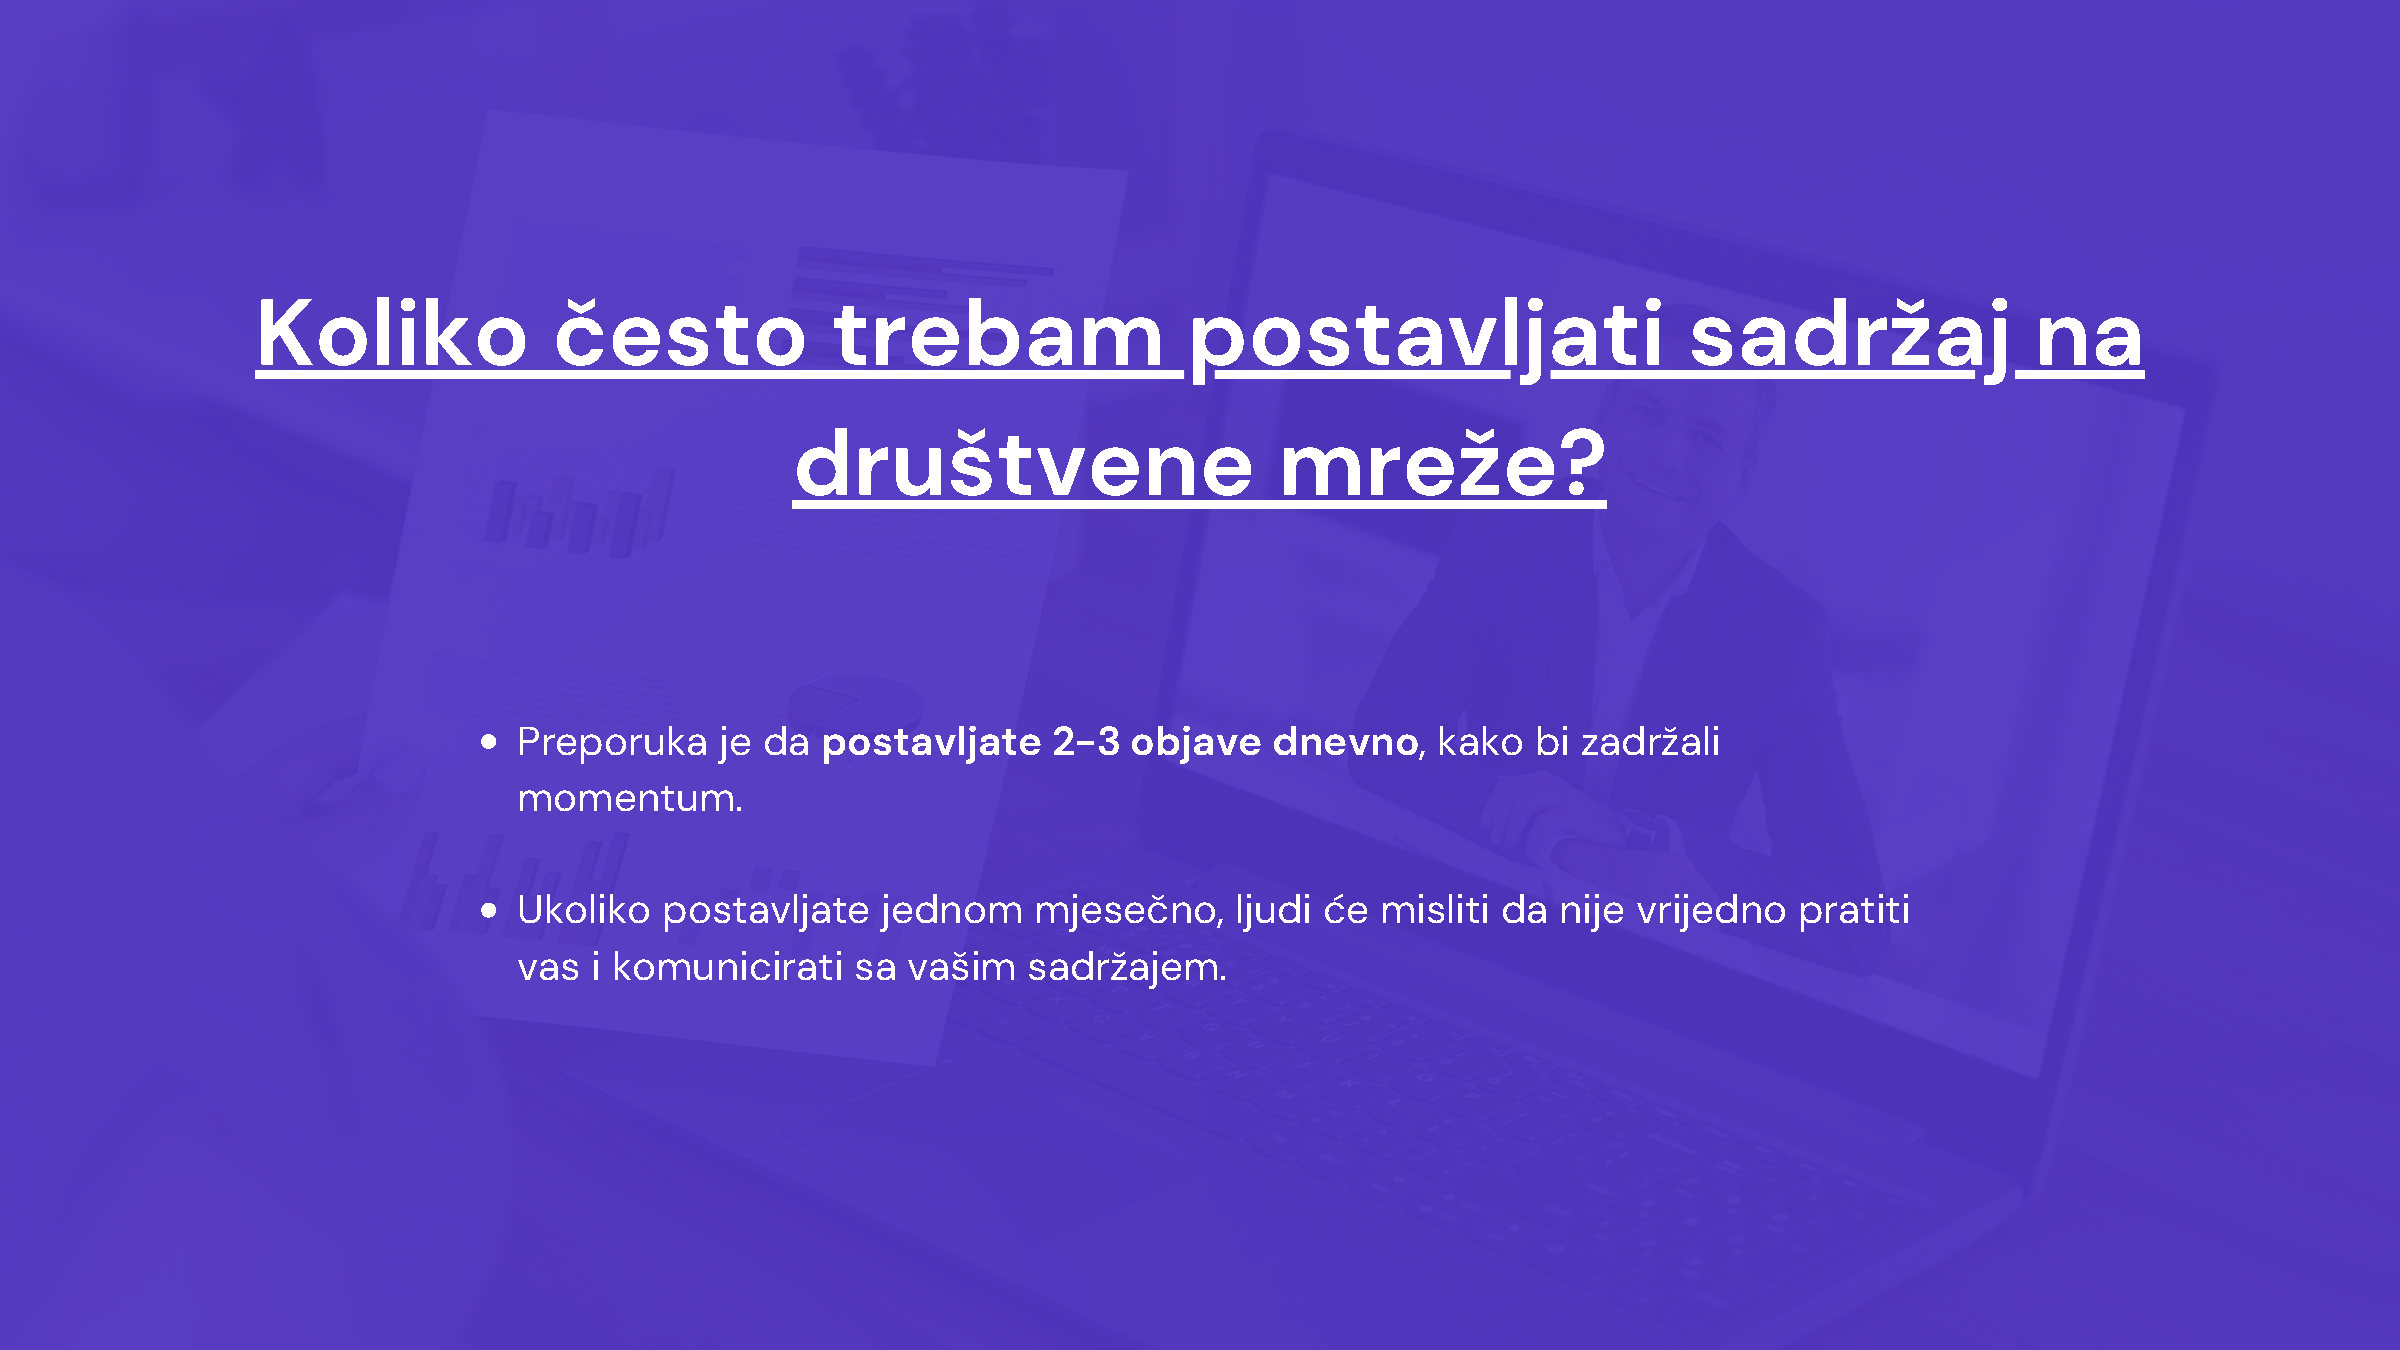 Koliko često trebam postavljati sadržaj na
društvene mreže?
• Preporuka je da postavljate 2-3 objave dnevno, kako bi zadržali
momentum.
• Ukoliko postavljate jednom mjesečno, ljudi će misliti da nije vrijedno pratiti
vas i komunicirati sa vašim sadržajem.